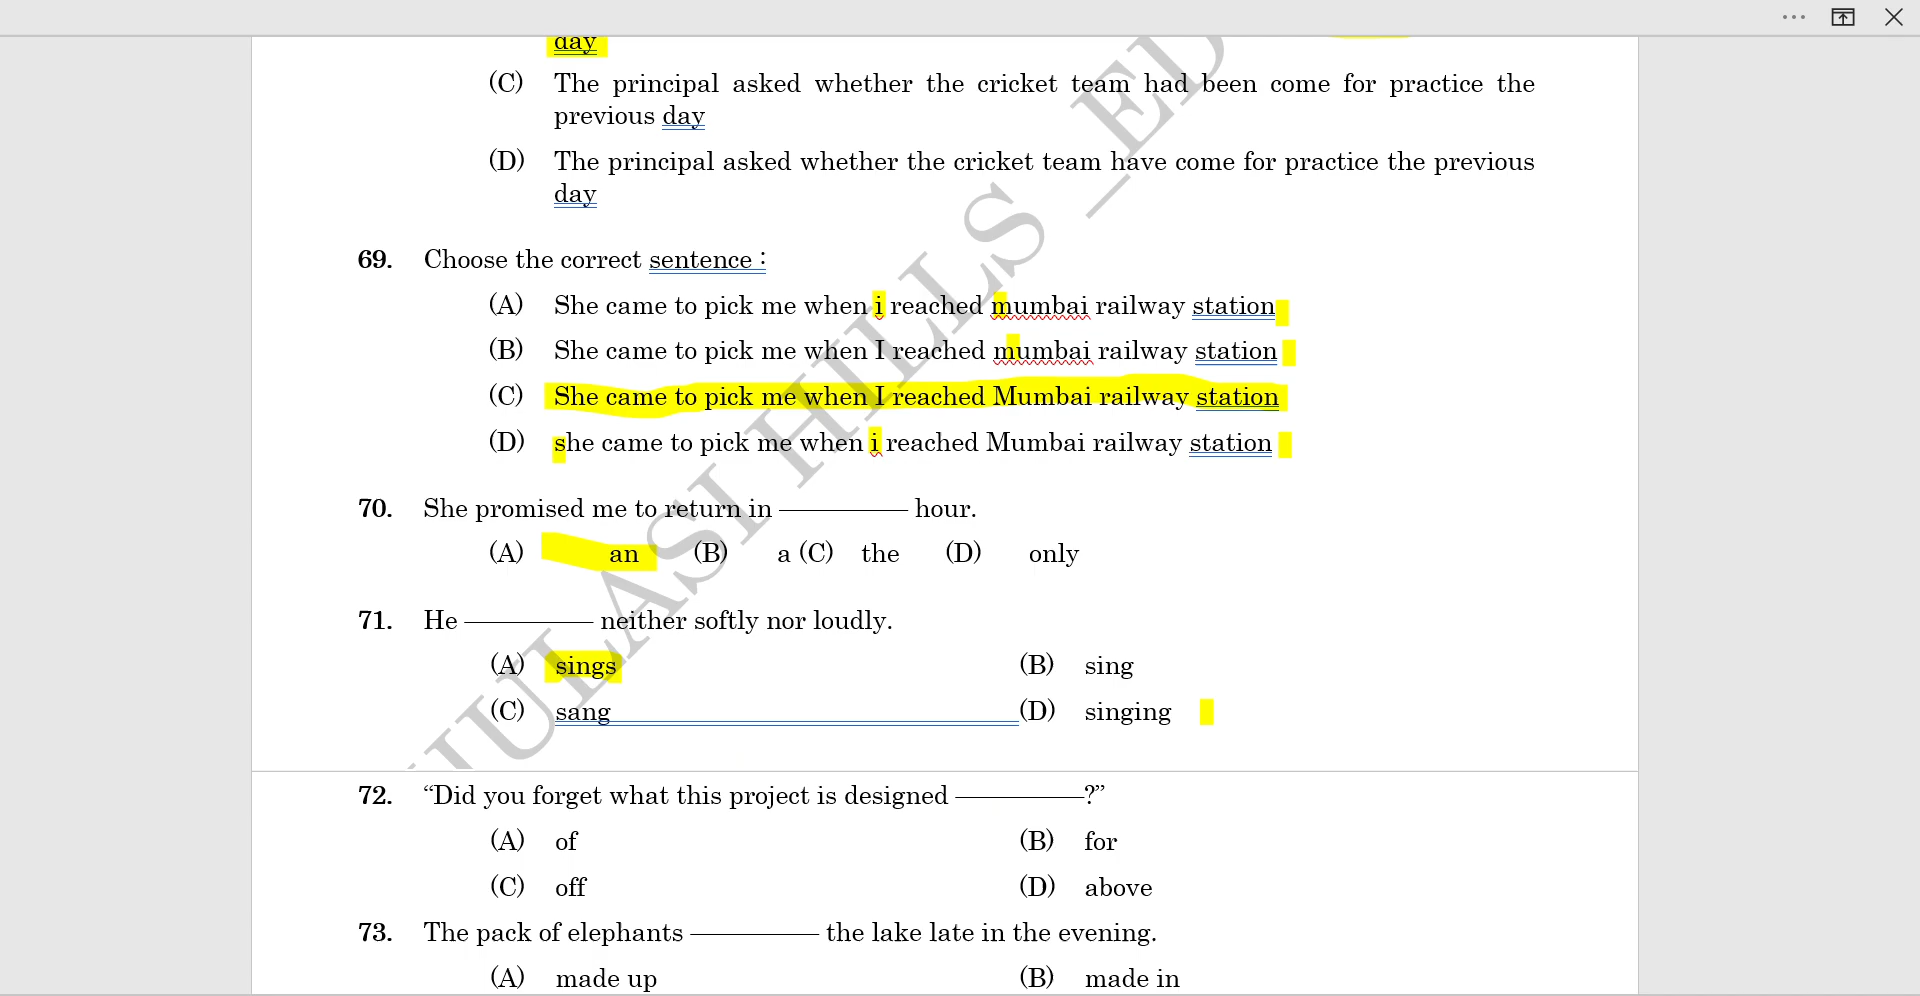 day
(C) The principal asked whether the cricket team had been come for practice the
previous day
(D) The principal asked whether the cricket team have come for practice the previous
day
69. Choose the correct sentence :
(A) She came to pick me when i reached mumbai railway station
(B) She came to pick me when I reached mumbai railway station
(C) She came to pick me when I reached Mumbai railway station
(D) she came to pick me when i reached Mumbai railway station
70. She promised me to return in ———— hour.
(A) an (B) a (C) the (D) only
71. He ———— neither softly nor loudly.
(A) sings (B) sing
(C) sang (D) singing
72. “Did you forget what this project is designed ————?”
(A) of (B) for
(C) off (D) above
73. The pack of elephants ———— the lake late in the evening.
(A) made up (B) made in
HULASI HILLS _ED